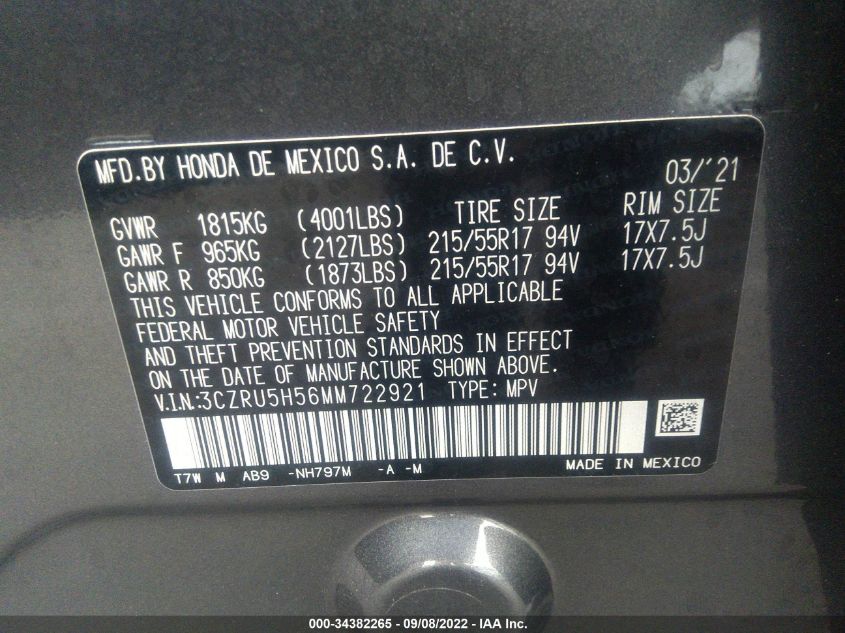 MFD.BY HONDA DE MEXICO S.A. DE C.V.
03/'21
GVWR 1815KG (4001LBS) TIRE SIZE RIM SIZE
GAWR F 965KG (2127LBS) 215/55R17 94V 17X7.5J
GAWR R 850KG (1873LBS) 215/55R17 94V 17X7.5J
THIS VEHICLE CONFORMS TO ALL APPLICABLE
FEDERAL MOTOR VEHICLE SAFETY
AND THEFT PREVENTION STANDARDS IN EFFECT
ON THE DATE OF MANUFACTURE SHOWN ABOVE.
V.I.N.:3CZRU5H56MM722921 TYPE: MPV
T7W M AB9 -NH797M -A -M MADE IN MEXICO
000-34382265 - 09/08/2022 - IAA Inc.